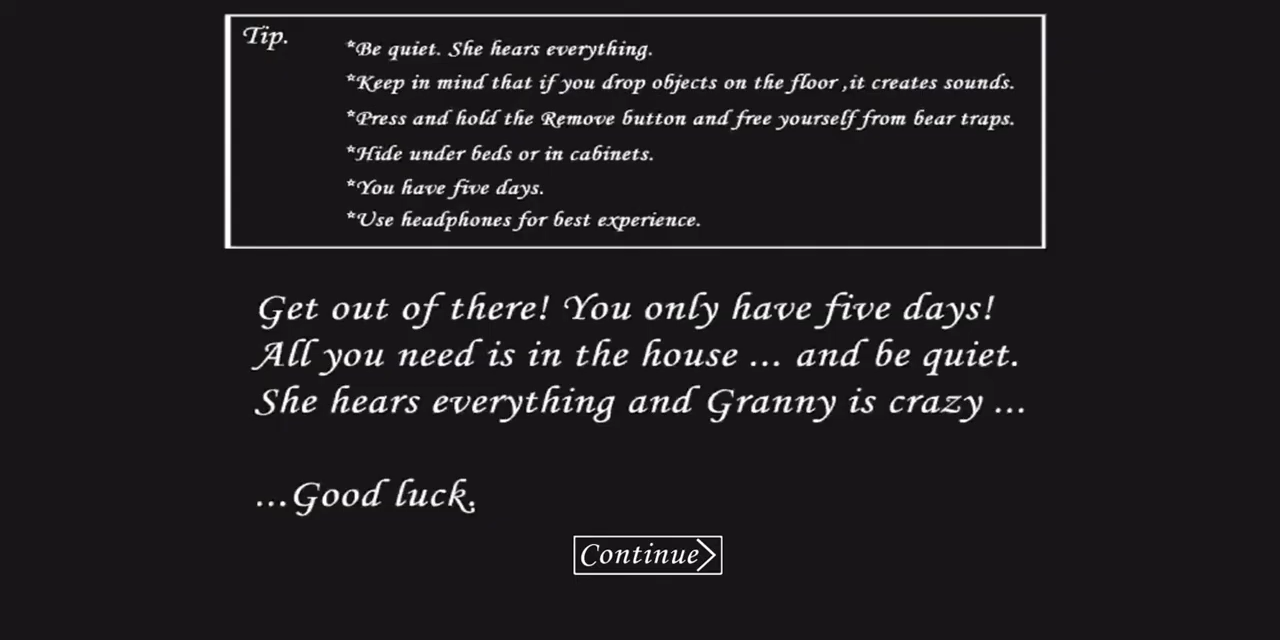 Tip.
*Be quiet. She hears everything.
*Keep in mind that if you drop objects on the floor ,it creates sounds.
*Press and hold the Remove button and free yourself from bear traps.
*Hide under beds or in cabinets.
*You have five days.
*Use headphones for best experience.
Get out of there! You only have five days!
All you need is in the house ... and be quiet.
She hears everything and Granny is crazy ...
...Good luck.
Continue